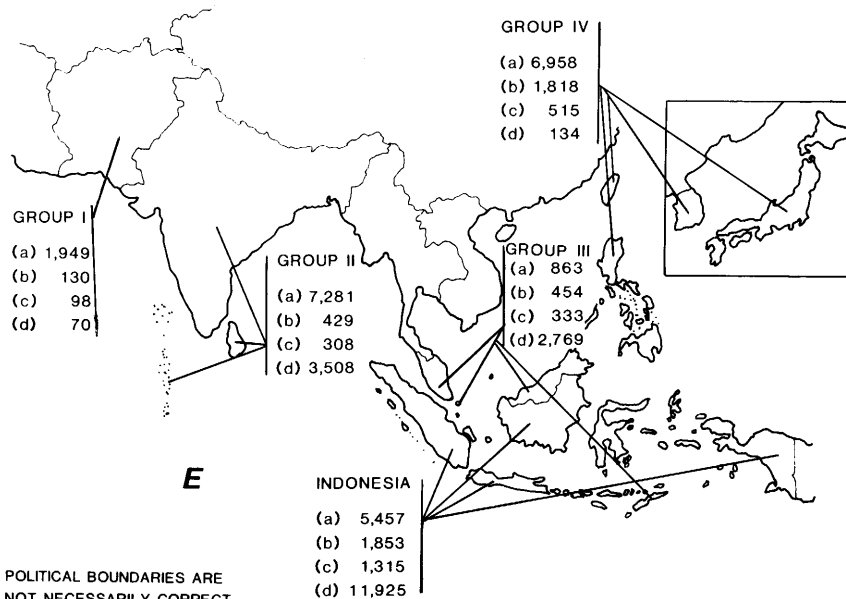 GROUP IV
(a) 6,958
(b) 1,818
(c) 515
(d) 134
GROUP I
(a) 1,949
(b) 130
(c) 98
(d) 70
GROUP II
(a) 7,281
(b) 429
(c) 308
(d) 3,508
GROUP III
(a) 863
(b) 454
(c) 333
(d) 2,769
E
INDONESIA
(a) 5,457
(b) 1,853
(c) 1,315
(d) 11,925
POLITICAL BOUNDARIES ARE
NOT NECESSARILY CORRECT